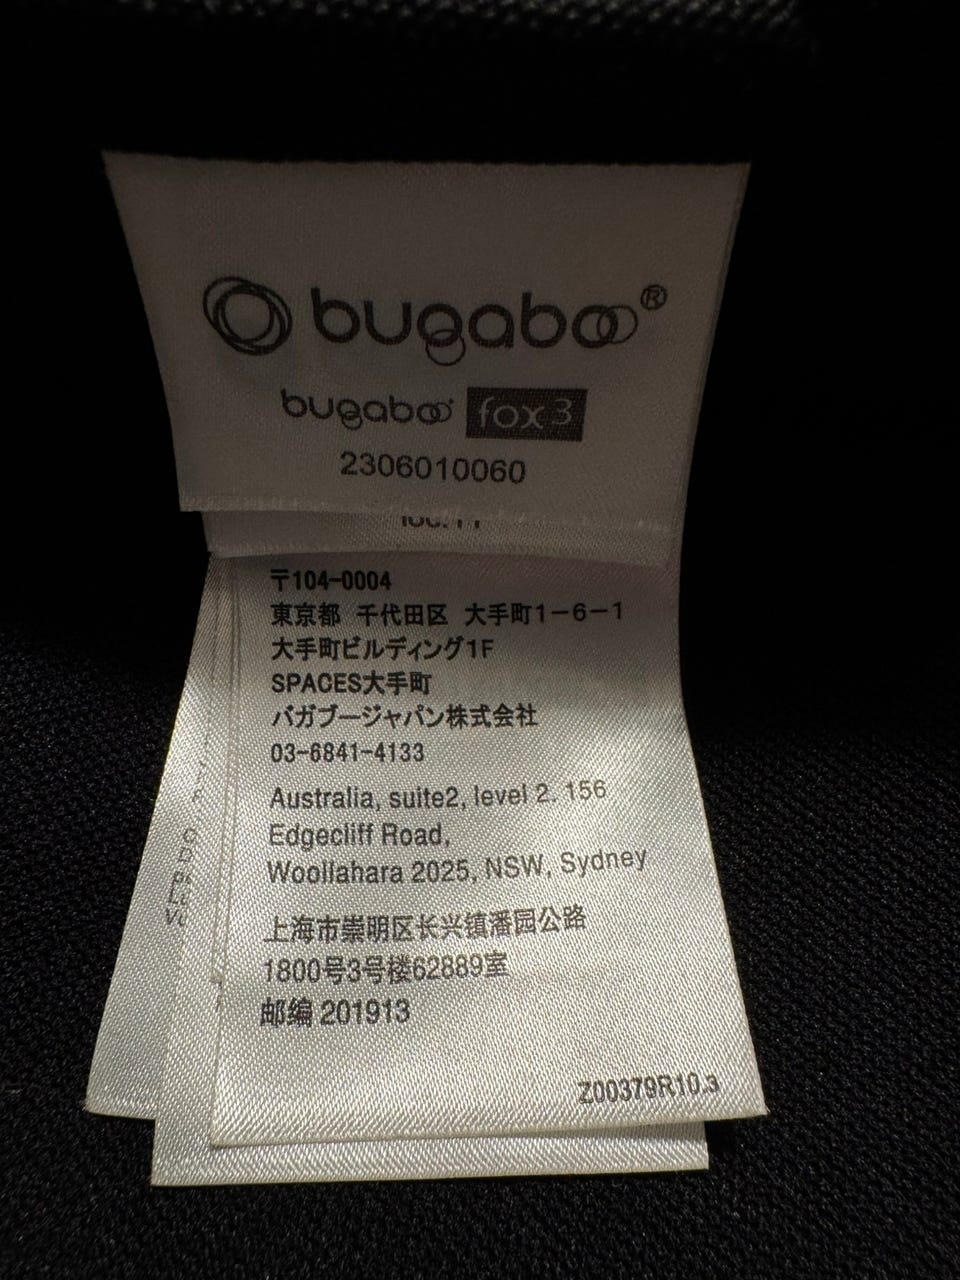 bugaboo®
bugaboo fox 3
2306010060
〒104-0004
東京都 千代田区 大手町1-6-1
大手町ビルディング1F
SPACES大手町
バガブージャパン株式会社
03-6841-4133
Australia, suite2, level 2. 156
Edgecliff Road,
Woollahara 2025, NSW, Sydney
上海市崇明区长兴镇潘园公路
1800号3号楼62889室
邮编 201913
Z00379R10.3